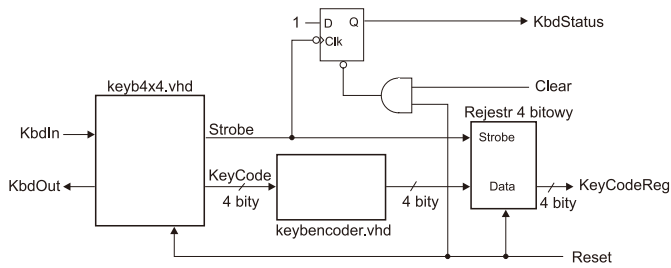 1
D
Q
Clk
KbdStatus
keyb4x4.vhd
Clear
Rejestr 4 bitowy
KbdIn
Strobe
Strobe
KbdOut
KeyCode
4 bity
4 bity
Data
4 bity
KeyCodeReg
keybencoder.vhd
Reset